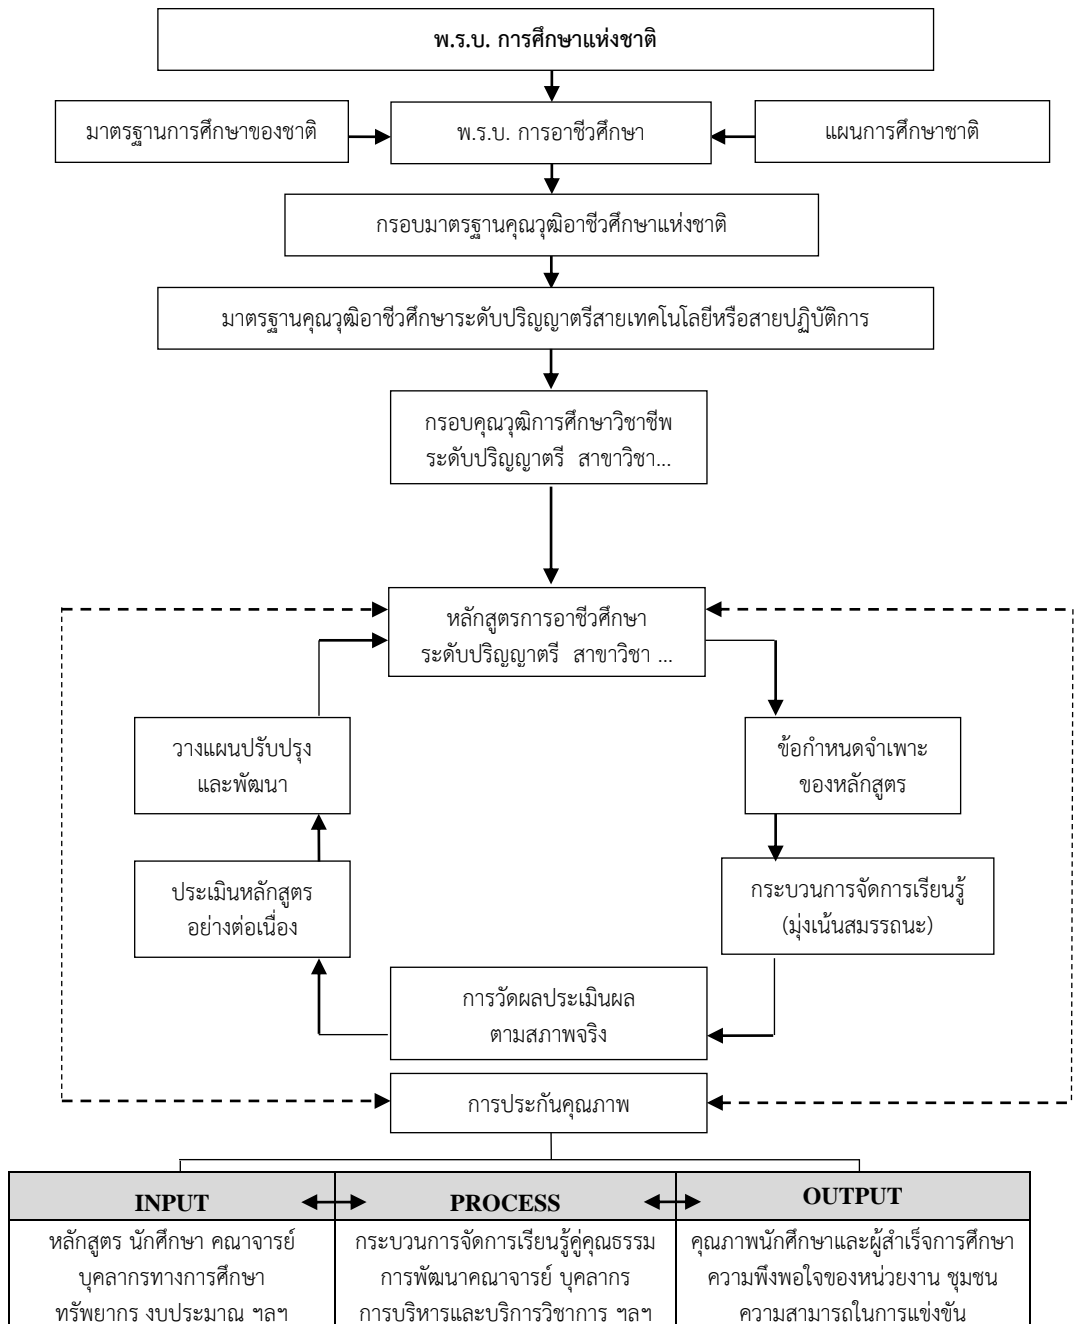 พ.ร.บ. การศึกษาแห่งชาติ
มาตรฐานการศึกษาของชาติ
พ.ร.บ. การอาชีวศึกษา
แผนการศึกษาชาติ
กรอบมาตรฐานคุณวุฒิอาชีวศึกษาแห่งชาติ
มาตรฐานคุณวุฒิอาชีวศึกษาระดับปริญญาตรีสายเทคโนโลยีหรือสายปฏิบัติการ
กรอบคุณวุฒิการศึกษาวิชาชีพ
ระดับปริญญาตรี สาขาวิชา...
หลักสูตรการอาชีวศึกษา
ระดับปริญญาตรี สาขาวิชา ...
วางแผนปรับปรุง
และพัฒนา
ข้อกำหนดจำเพาะ
ของหลักสูตร
ประเมินหลักสูตร
อย่างต่อเนื่อง
กระบวนการจัดการเรียนรู้
(มุ่งเน้นสมรรถนะ)
การวัดผลประเมินผล
ตามสภาพจริง
การประกันคุณภาพ
INPUT
PROCESS
OUTPUT
หลักสูตร นักศึกษา คณาจารย์
บุคลากรทางการศึกษา
ทรัพยากร งบประมาณ ฯลฯ
กระบวนการจัดการเรียนรู้คู่คุณธรรม
การพัฒนาคณาจารย์ บุคลากร
การบริหารและบริการวิชาการ ฯลฯ
คุณภาพนักศึกษาและผู้สำเร็จการศึกษา
ความพึงพอใจของหน่วยงาน ชุมชน
ความสามารถในการแข่งขัน